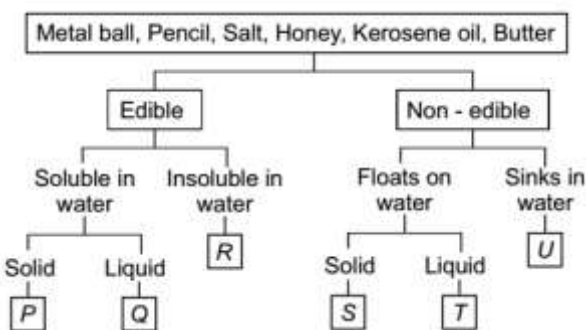 Metal ball, Pencil, Salt, Honey, Kerosene oil, Butter
Edible
Non - edible
Soluble in water
Insoluble in water
Floats on water
Sinks in water
R
U
Solid
Liquid
Solid
Liquid
P
Q
S
T